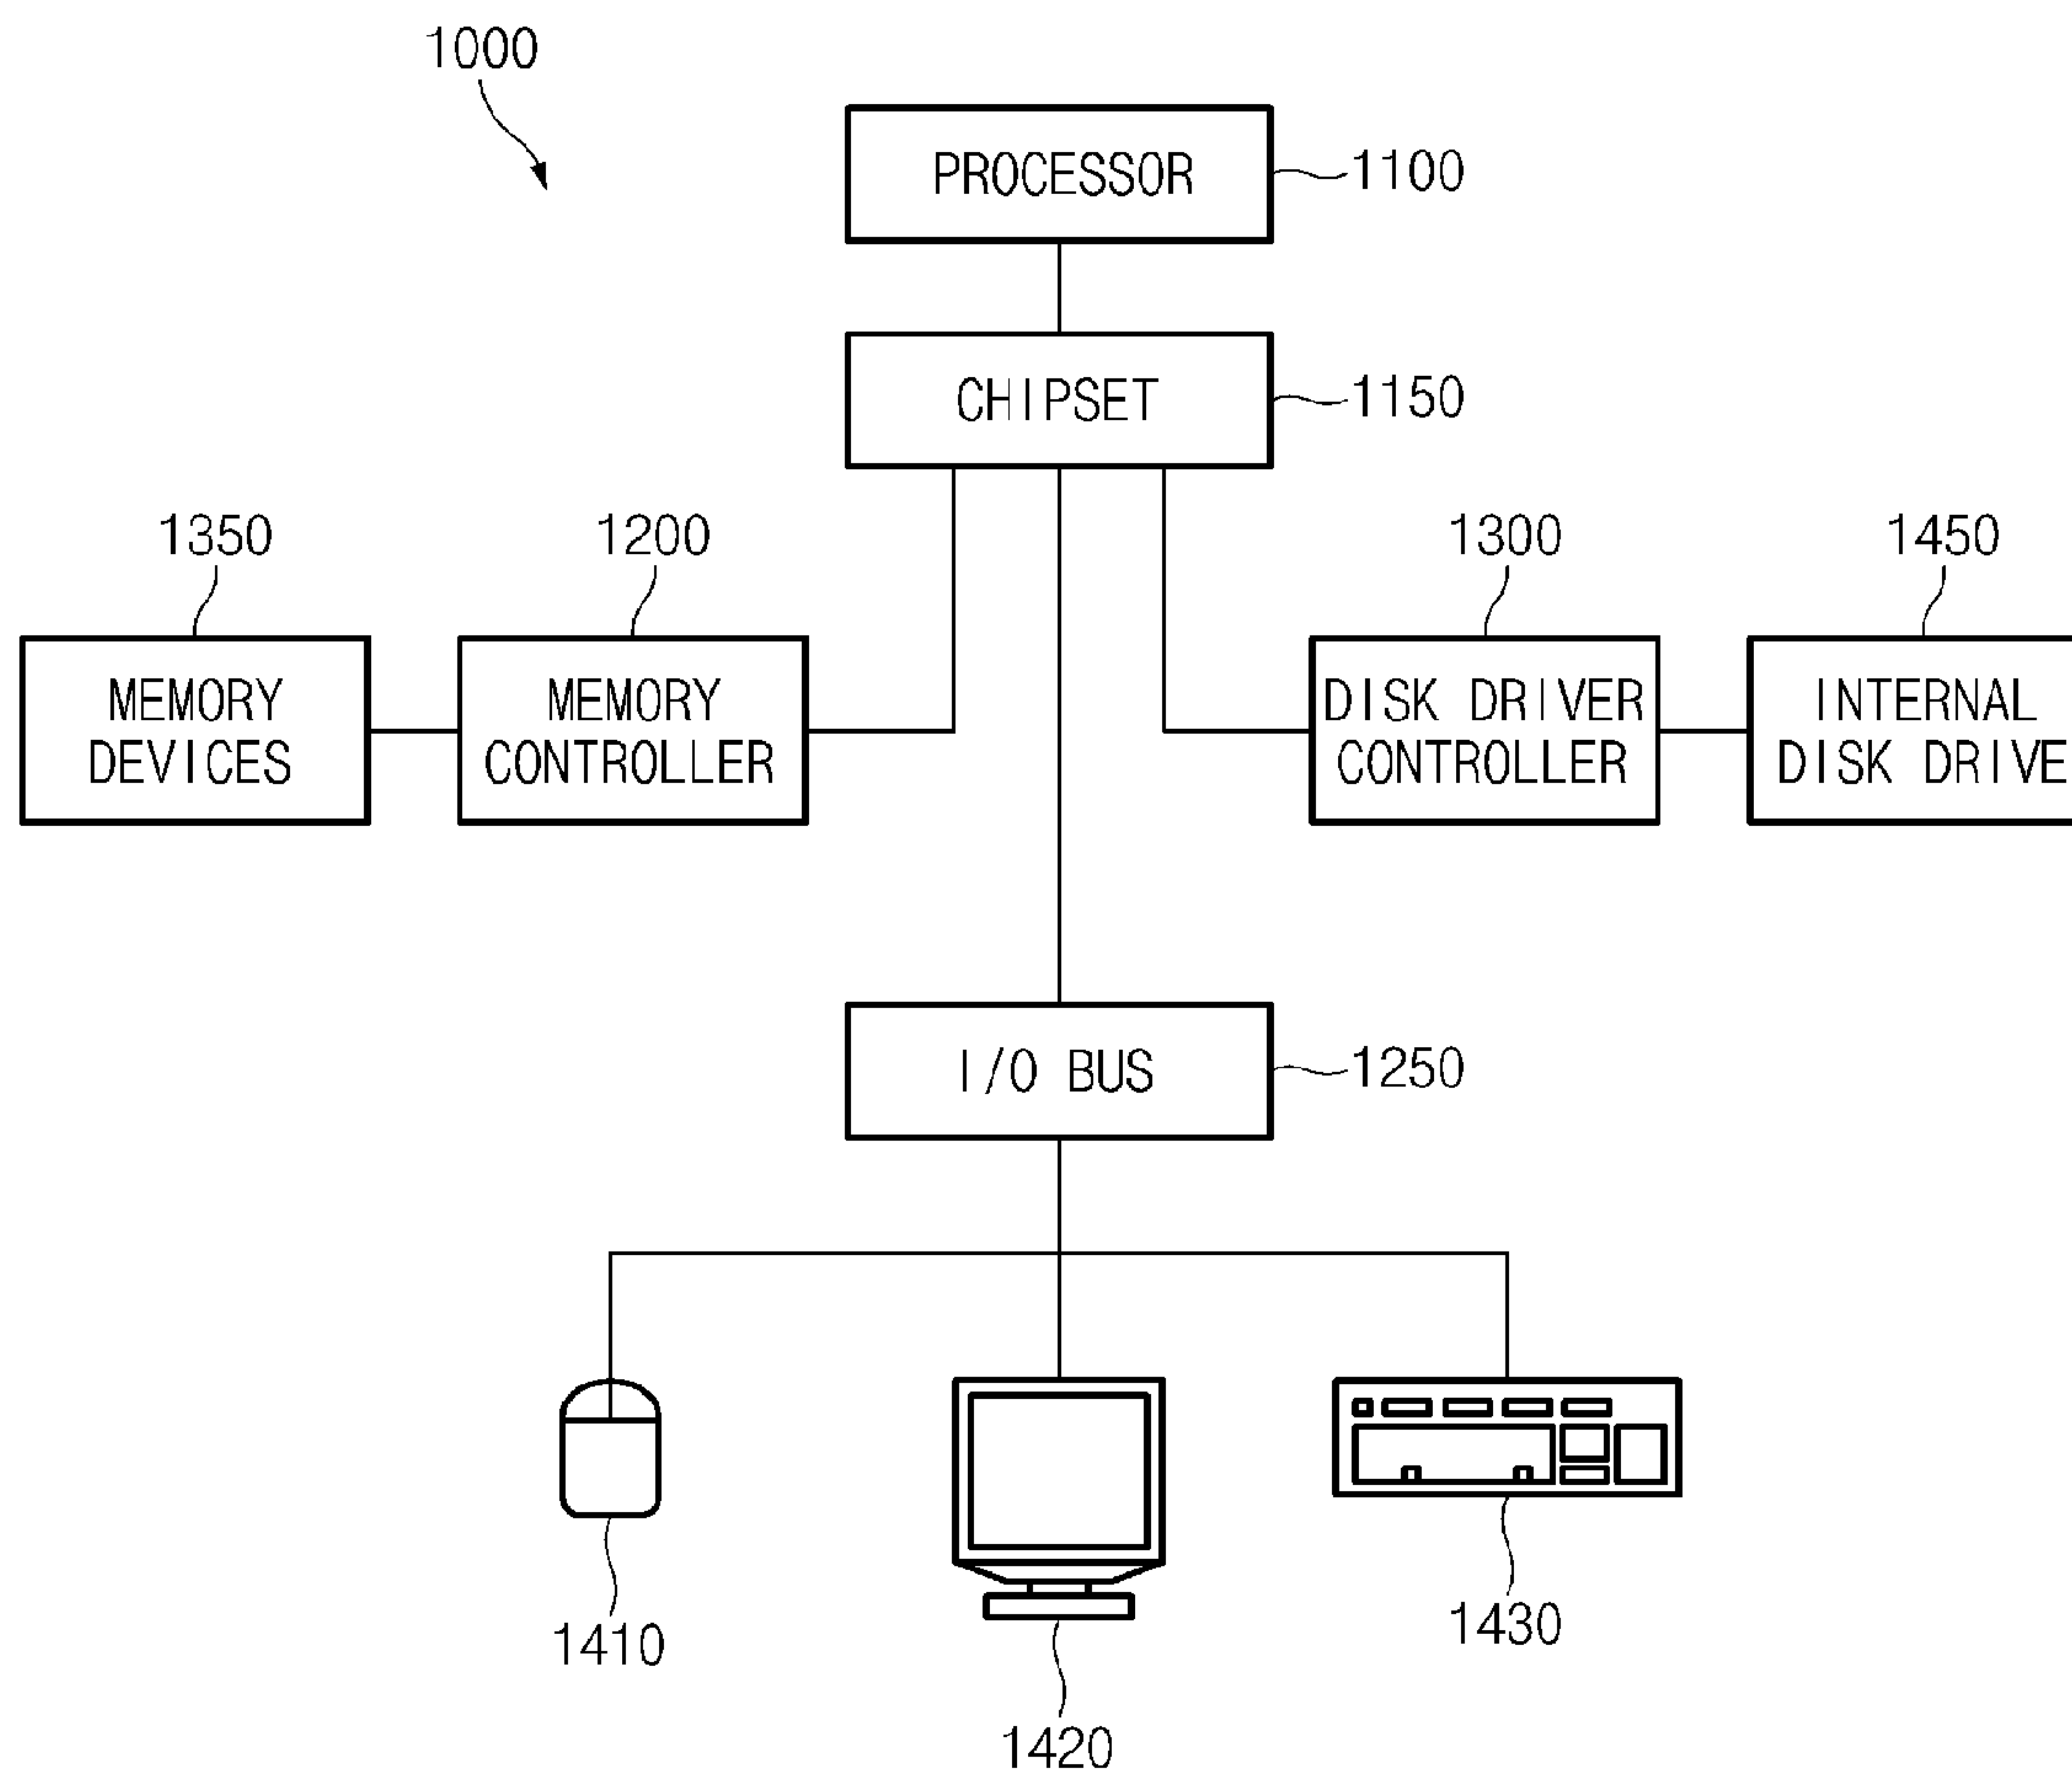 1000
PROCESSOR
1100
CHIPSET
1150
1350
1200
1300
1450
MEMORY
DEVICES
MEMORY
CONTROLLER
DISK DRIVER
CONTROLLER
INTERNAL
DISK DRIVE
I/O BUS
1250
1410
1420
1430